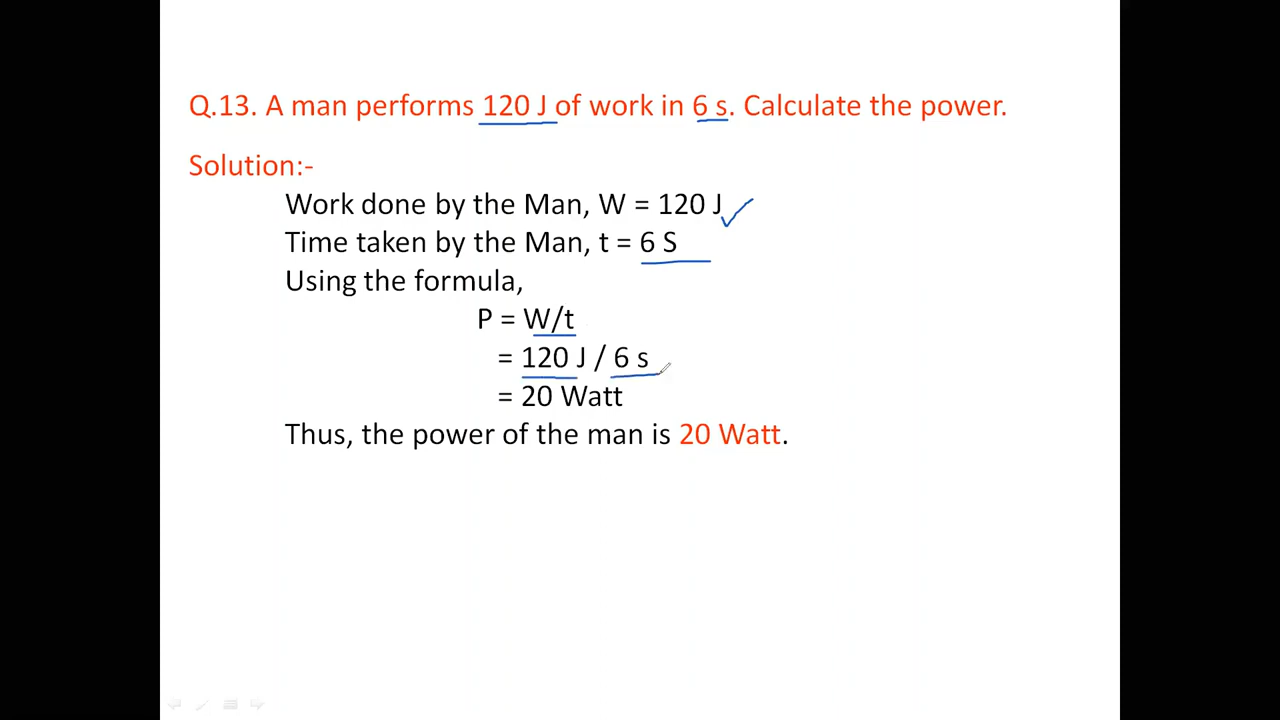 Q.13. A man performs 120 J of work in 6 s. Calculate the power.
Solution:-
Work done by the Man, W = 120 J
Time taken by the Man, t = 6 S
Using the formula,
P = W/t
= 120 J / 6 s
= 20 Watt
Thus, the power of the man is 20 Watt.